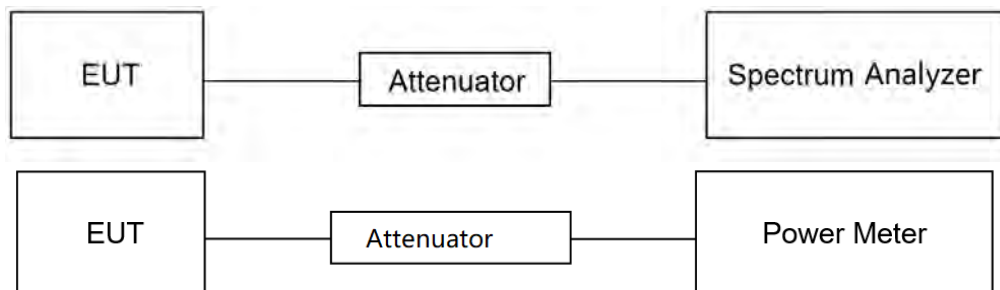 EUT
Attenuator
Spectrum Analyzer
EUT
Attenuator
Power Meter